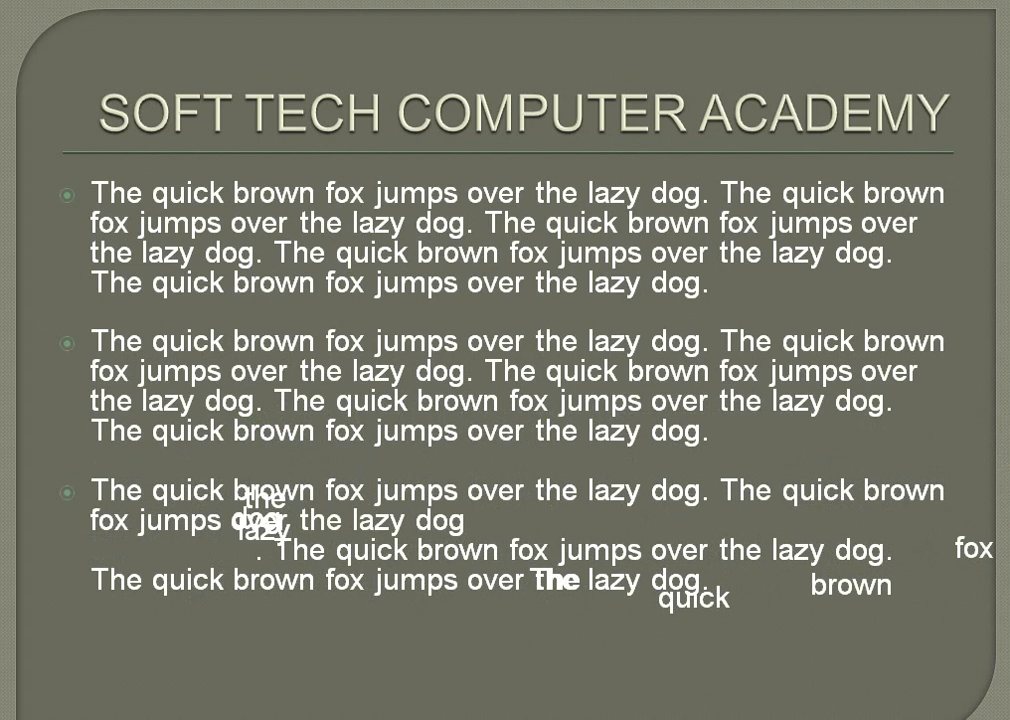 SOFT TECH COMPUTER ACADEMY
The quick brown fox jumps over the lazy dog. The quick brown
fox jumps over the lazy dog. The quick brown fox jumps over
the lazy dog. The quick brown fox jumps over the lazy dog.
The quick brown fox jumps over the lazy dog.
The quick brown fox jumps over the lazy dog. The quick brown
fox jumps over the lazy dog. The quick brown fox jumps over
the lazy dog. The quick brown fox jumps over the lazy dog.
The quick brown fox jumps over the lazy dog.
The quick brown fox jumps over the lazy dog. The quick brown
the
fox jumps over the lazy dog
dog
lazy
. The quick brown fox jumps over the lazy dog.
fox
The quick brown fox jumps over the lazy dog.
The
brown
quick